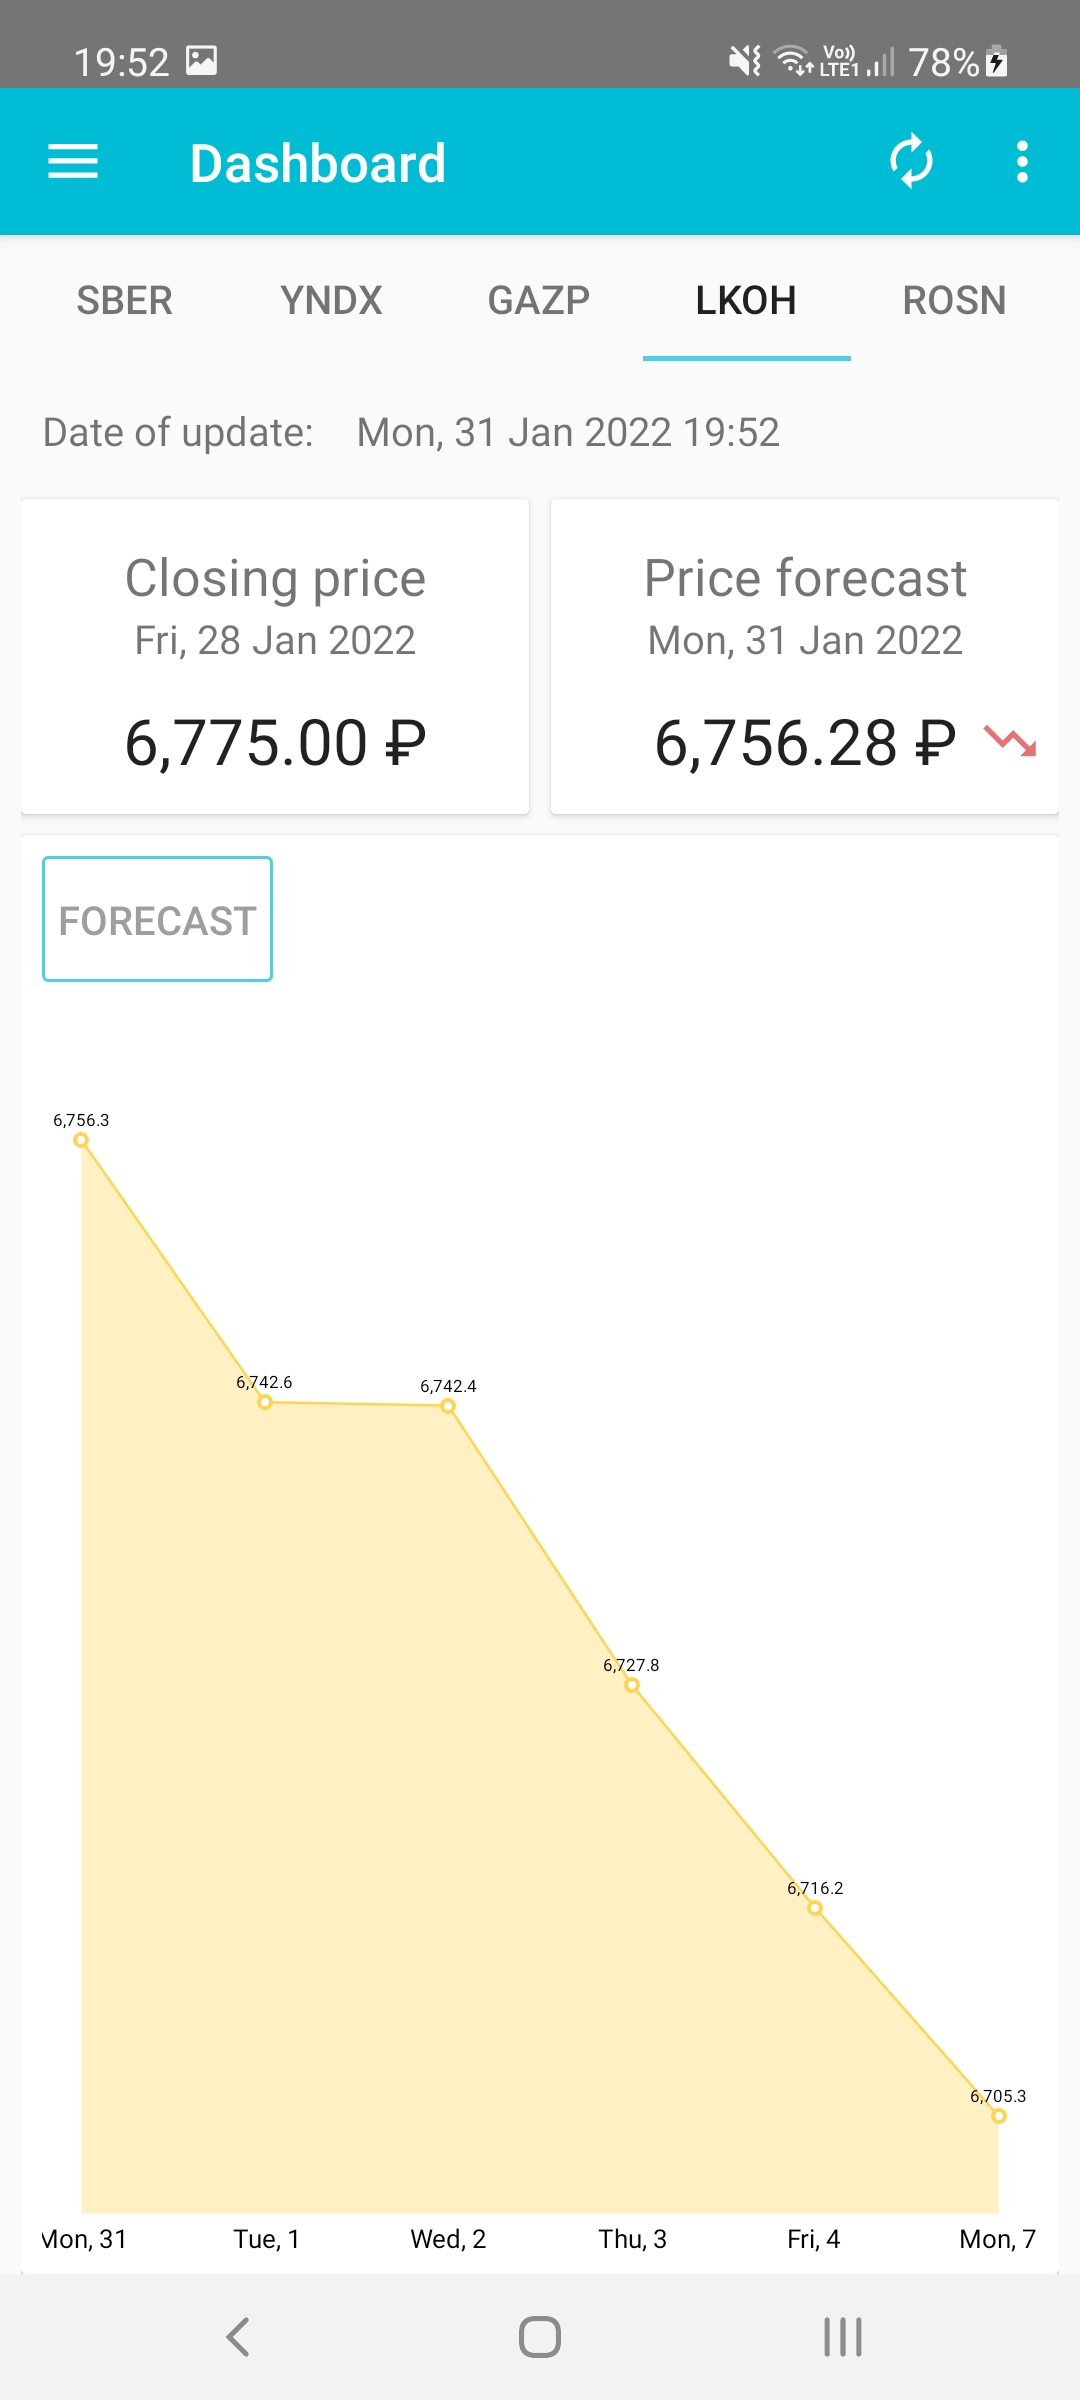 19:52 Vo)) LTE1 78%
Dashboard
SBER YNDX GAZP LKOH ROSN
Date of update: Mon, 31 Jan 2022 19:52
Closing price
Fri, 28 Jan 2022
6,775.00 ₽
Price forecast
Mon, 31 Jan 2022
6,756.28 ₽
FORECAST
6,756.3
6,742.6
6,742.4
6,727.8
6,716.2
6,705.3
Mon, 31 Tue, 1 Wed, 2 Thu, 3 Fri, 4 Mon, 7